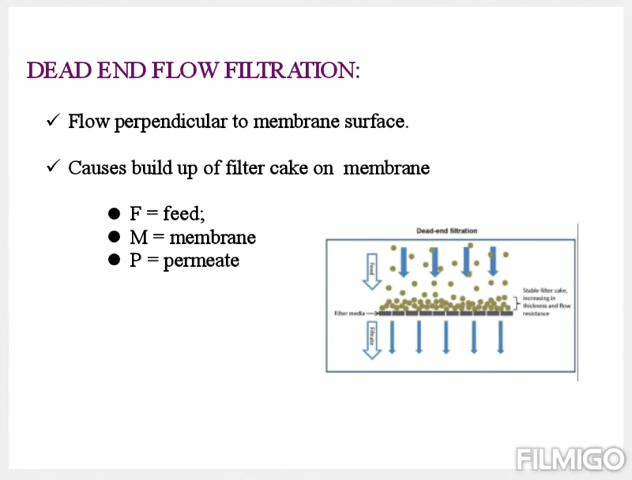 DEAD END FLOW FILTRATION:
✓ Flow perpendicular to membrane surface.
✓ Causes build up of filter cake on membrane
● F = feed;
● M = membrane
● P = permeate
Dead-end filtration
Feed
Stable filter cake,
increasing in
thickness and flow
resistance
Filter media
Filtrate
FILMIGO